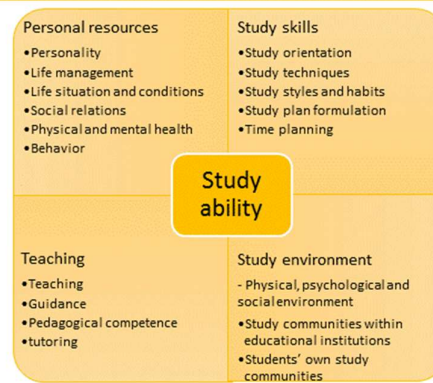 Personal resources
•Personality
•Life management
•Life situation and conditions
•Social relations
•Physical and mental health
•Behavior
Study skills
•Study orientation
•Study techniques
•Study styles and habits
•Study plan formulation
•Time planning
Study
ability
Teaching
•Teaching
•Guidance
•Pedagogical competence
•tutoring
Study environment
- Physical, psychological and
social environment
•Study communities within
educational institutions
•Students' own study
communities